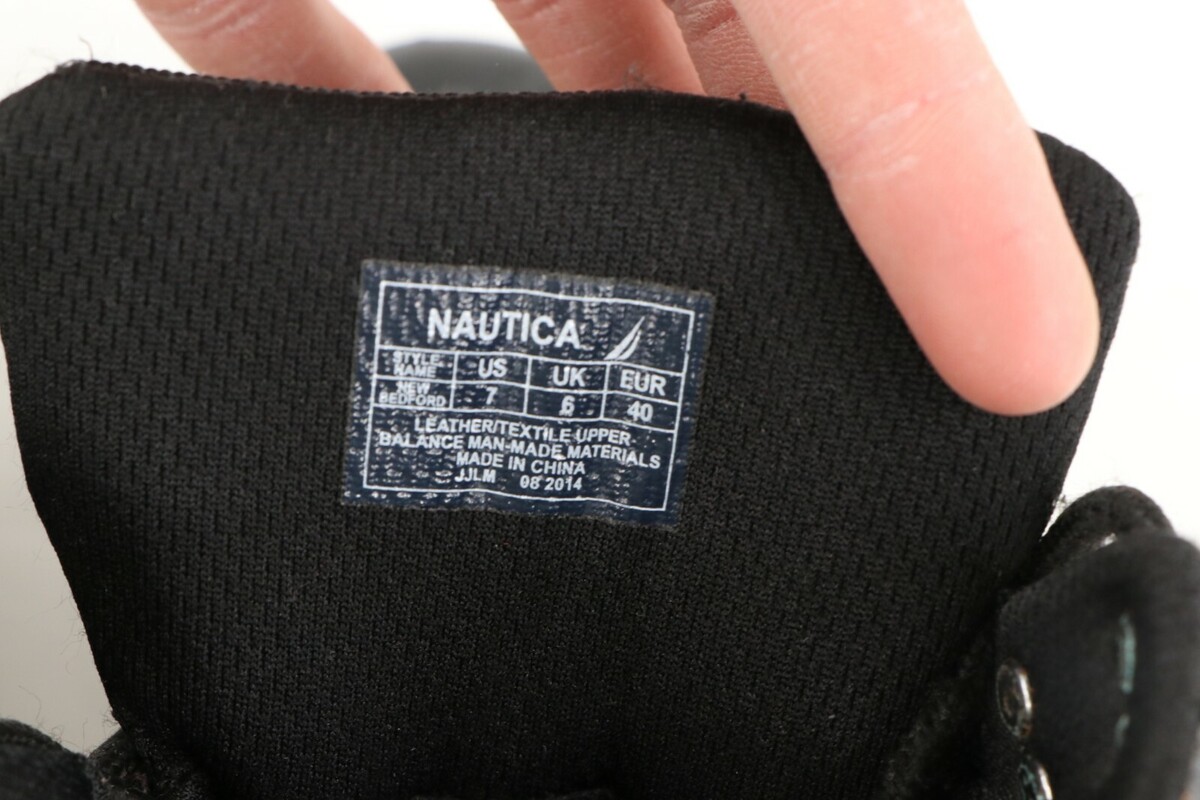 NAUTICA
STYLE NAME US UK EUR
NEW BEDFORD 7 6 40
LEATHER/TEXTILE UPPER
BALANCE MAN-MADE MATERIALS
MADE IN CHINA
JJLM 08 2014